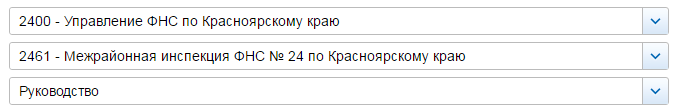 2400 - Управление ФНС по Красноярскому краю
2461 - Межрайонная инспекция ФНС № 24 по Красноярскому краю
Руководство